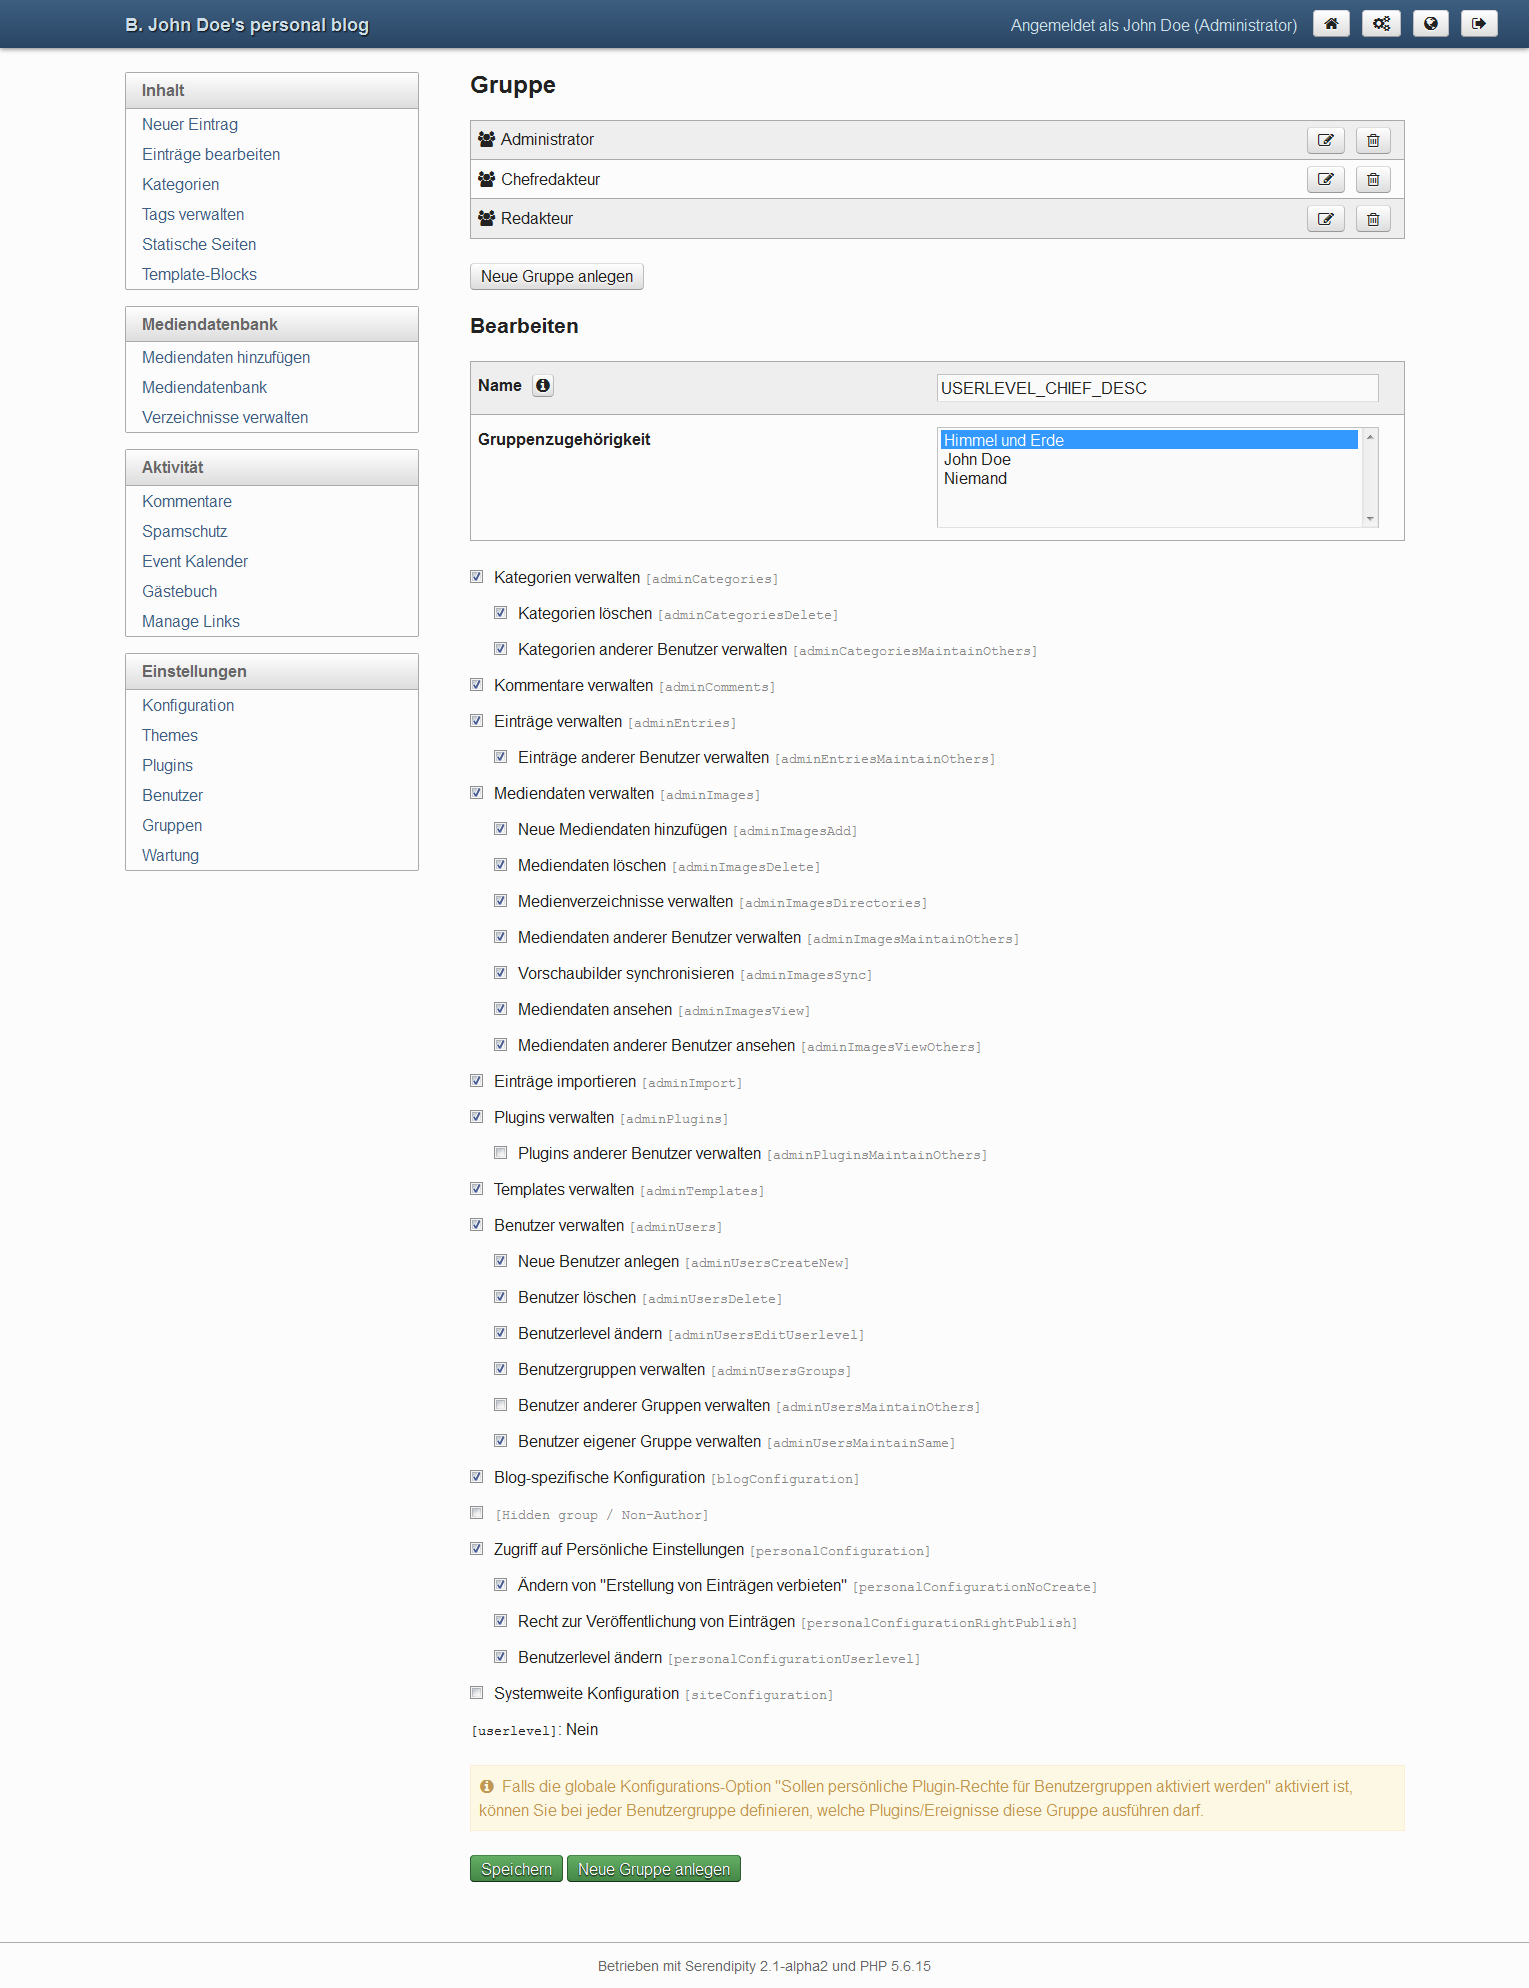 B. John Doe's personal blog
Angemeldet als John Doe (Administrator)
Inhalt
Neuer Eintrag
Einträge bearbeiten
Kategorien
Tags verwalten
Statische Seiten
Template-Blocks
Mediendatenbank
Mediendaten hinzufügen
Mediendatenbank
Verzeichnisse verwalten
Aktivität
Kommentare
Spamschutz
Event Kalender
Gästebuch
Manage Links
Einstellungen
Konfiguration
Themes
Plugins
Benutzer
Gruppen
Wartung
Gruppe
Administrator
Chefredakteur
Redakteur
Neue Gruppe anlegen
Bearbeiten
Name
USERLEVEL_CHIEF_DESC
Gruppenzugehörigkeit
Himmel und Erde
John Doe
Niemand
Kategorien verwalten [adminCategories]
Kategorien löschen [adminCategoriesDelete]
Kategorien anderer Benutzer verwalten [adminCategoriesMaintainOthers]
Kommentare verwalten [adminComments]
Einträge verwalten [adminEntries]
Einträge anderer Benutzer verwalten [adminEntriesMaintainOthers]
Mediendaten verwalten [adminImages]
Neue Mediendaten hinzufügen [adminImagesAdd]
Mediendaten löschen [adminImagesDelete]
Medienverzeichnisse verwalten [adminImagesDirectories]
Mediendaten anderer Benutzer verwalten [adminImagesMaintainOthers]
Vorschaubilder synchronisieren [adminImagesSync]
Mediendaten ansehen [adminImagesView]
Mediendaten anderer Benutzer ansehen [adminImagesViewOthers]
Einträge importieren [adminImport]
Plugins verwalten [adminPlugins]
Plugins anderer Benutzer verwalten [adminPluginsMaintainOthers]
Templates verwalten [adminTemplates]
Benutzer verwalten [adminUsers]
Neue Benutzer anlegen [adminUsersCreateNew]
Benutzer löschen [adminUsersDelete]
Benutzerlevel ändern [adminUsersEditUserlevel]
Benutzergruppen verwalten [adminUsersGroups]
Benutzer anderer Gruppen verwalten [adminUsersMaintainOthers]
Benutzer eigener Gruppe verwalten [adminUsersMaintainSame]
Blog-spezifische Konfiguration [blogConfiguration]
[Hidden group / Non-Author]
Zugriff auf Persönliche Einstellungen [personalConfiguration]
Ändern von "Erstellung von Einträgen verbieten" [personalConfigurationNoCreate]
Recht zur Veröffentlichung von Einträgen [personalConfigurationRightPublish]
Benutzerlevel ändern [personalConfigurationUserlevel]
Systemweite Konfiguration [siteConfiguration]
[userlevel]: Nein
Falls die globale Konfigurations-Option "Sollen persönliche Plugin-Rechte für Benutzergruppen aktiviert werden" aktiviert ist,
können Sie bei jeder Benutzergruppe definieren, welche Plugins/Ereignisse diese Gruppe ausführen darf.
Speichern
Neue Gruppe anlegen
Betrieben mit Serendipity 2.1-alpha2 und PHP 5.6.15